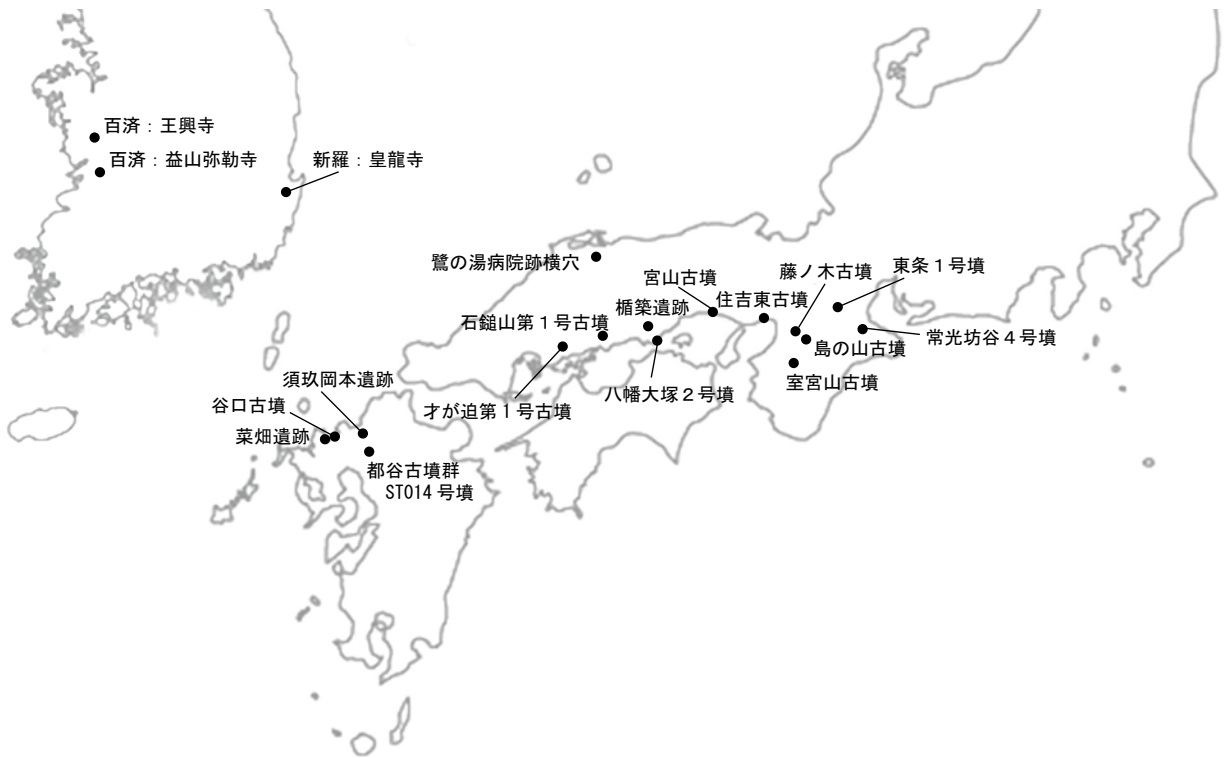 百済：王興寺
百済：益山弥勒寺
新羅：皇龍寺
鷺の湯病院跡横穴
宮山古墳
藤ノ木古墳
東条１号墳
楯築遺跡
住吉東古墳
石鎚山第１号古墳
常光坊谷４号墳
島の山古墳
室宮山古墳
八幡大塚２号墳
才が迫第１号古墳
須玖岡本遺跡
谷口古墳
菜畑遺跡
都谷古墳群
ST014号墳